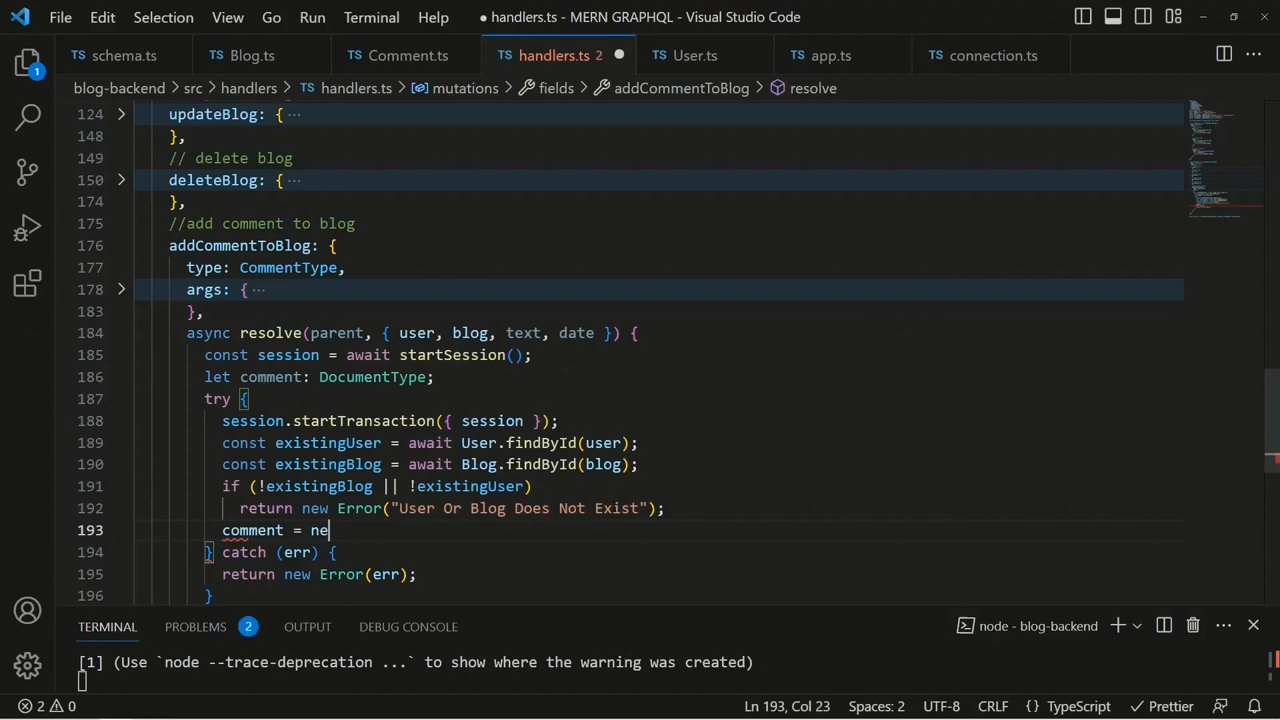 File Edit Selection View Go Run Terminal Help ● handlers.ts - MERN GRAPHQL - Visual Studio Code
TS schema.ts TS Blog.ts TS Comment.ts TS handlers.ts 2 TS User.ts TS app.ts TS connection.ts
blog-backend > src > handlers > TS handlers.ts > mutations > fields > addCommentToBlog > resolve
1
124 updateBlog: { ...
148 },
149 // delete blog
150 deleteBlog: { ...
174 },
175 //add comment to blog
176 addCommentToBlog: {
177 type: CommentType,
178 args: { ...
183 },
184 async resolve(parent, { user, blog, text, date }) {
185 const session = await startSession();
186 let comment: DocumentType;
187 try {
188 session.startTransaction({ session });
189 const existingUser = await User.findById(user);
190 const existingBlog = await Blog.findById(blog);
191 if (!existingBlog || !existingUser)
192 return new Error("User Or Blog Does Not Exist");
193 comment = ne
194 } catch (err) {
195 return new Error(err);
196 }
TERMINAL PROBLEMS 2 OUTPUT DEBUG CONSOLE node - blog-backend
[1] (Use `node --trace-deprecation ...` to show where the warning was created)
2 0 Ln 193, Col 23 Spaces: 2 UTF-8 CRLF {} TypeScript Prettier